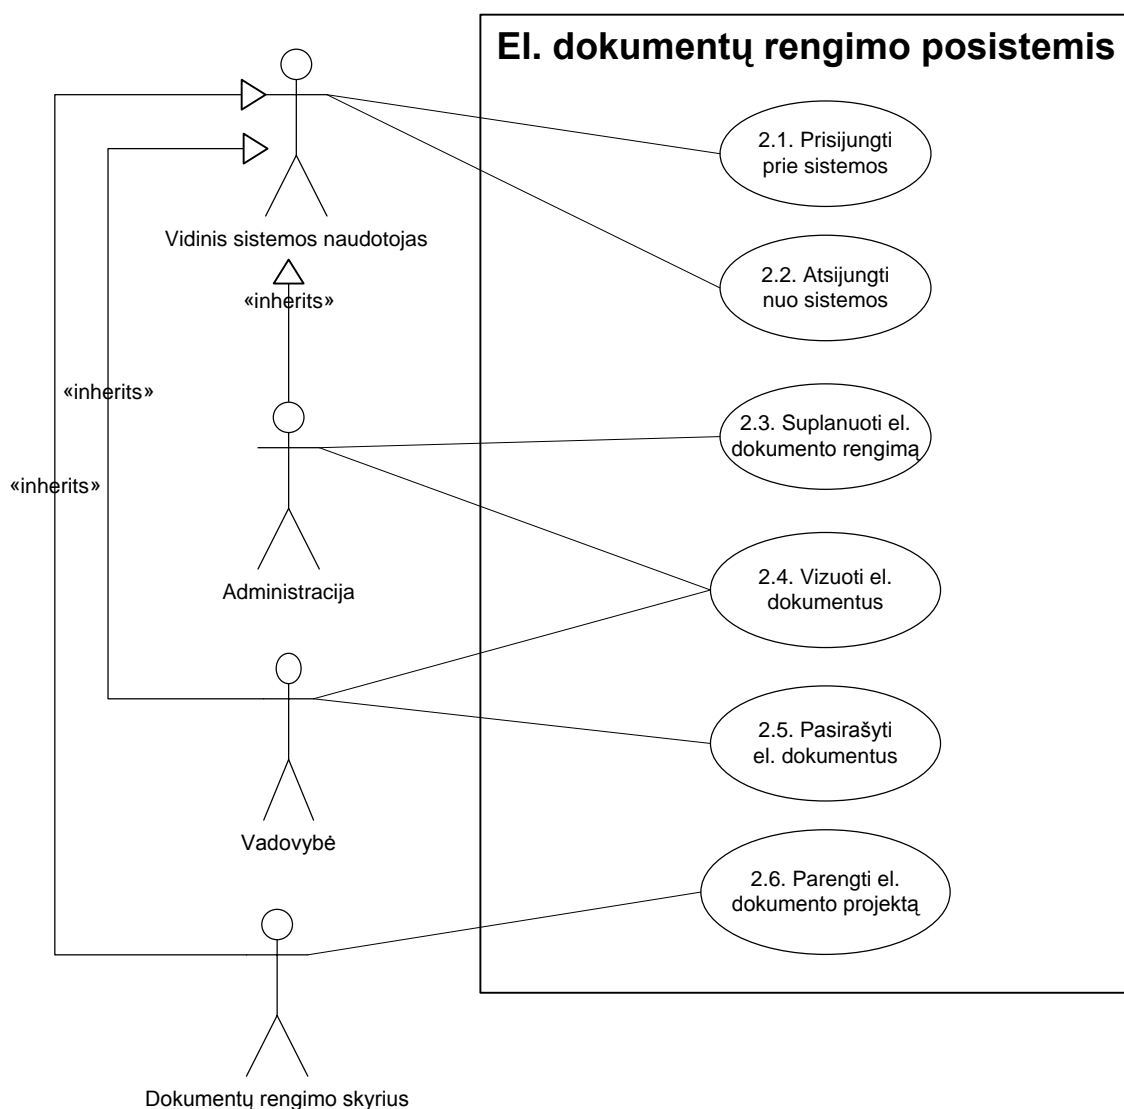 El. dokumentų rengimo posistemis
2.1. Prisijungti
prie sistemos
Vidinis sistemos naudotojas
2.2. Atsijungti
nuo sistemos
«inherits»
«inherits»
2.3. Suplanuoti el.
dokumento rengimą
«inherits»
Administracija
2.4. Vizuoti el.
dokumentus
2.5. Pasirašyti
el. dokumentus
Vadovybė
2.6. Parengti el.
dokumento projektą
Dokumentų rengimo skyrius